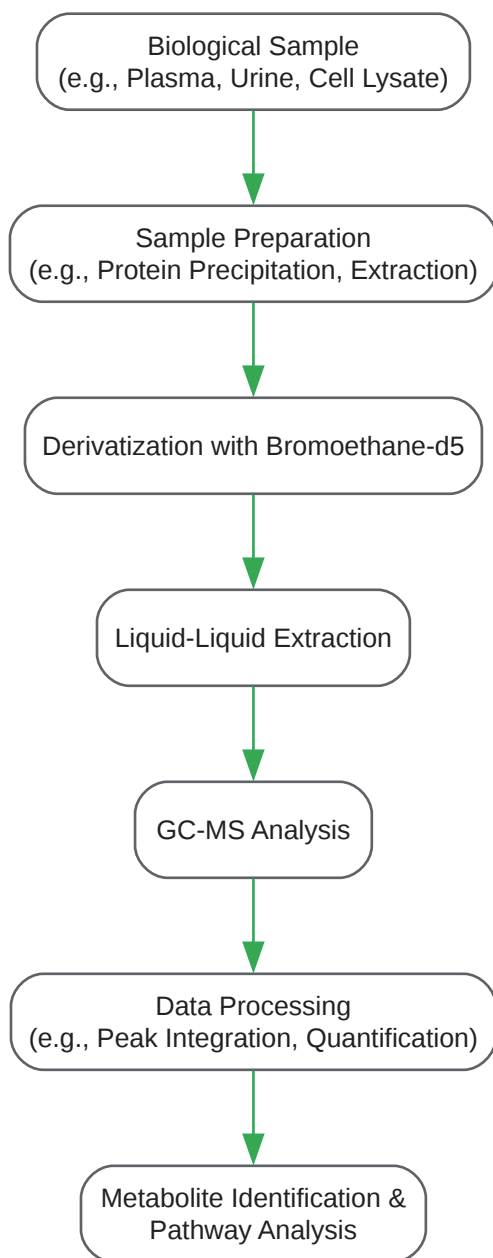 Biological Sample
(e.g., Plasma, Urine, Cell Lysate)
Sample Preparation
(e.g., Protein Precipitation, Extraction)
Derivatization with Bromoethane-d5
Liquid-Liquid Extraction
GC-MS Analysis
Data Processing
(e.g., Peak Integration, Quantification)
Metabolite Identification &
Pathway Analysis